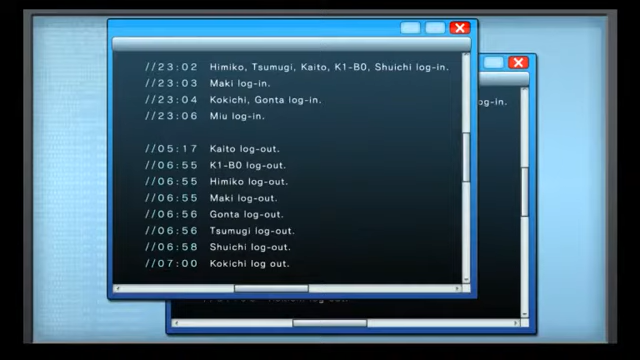 //23:02 Himiko, Tsumugi, Kaito, K1-B0, Shuichi log-in.
//23:03 Maki log-in.
//23:04 Kokichi, Gonta log-in.
//23:06 Miu log-in.
//05:17 Kaito log-out.
//06:55 K1-B0 log-out.
//06:55 Himiko log-out.
//06:55 Maki log-out.
//06:56 Gonta log-out.
//06:56 Tsumugi log-out.
//06:58 Shuichi log-out.
//07:00 Kokichi log out.
og-in.